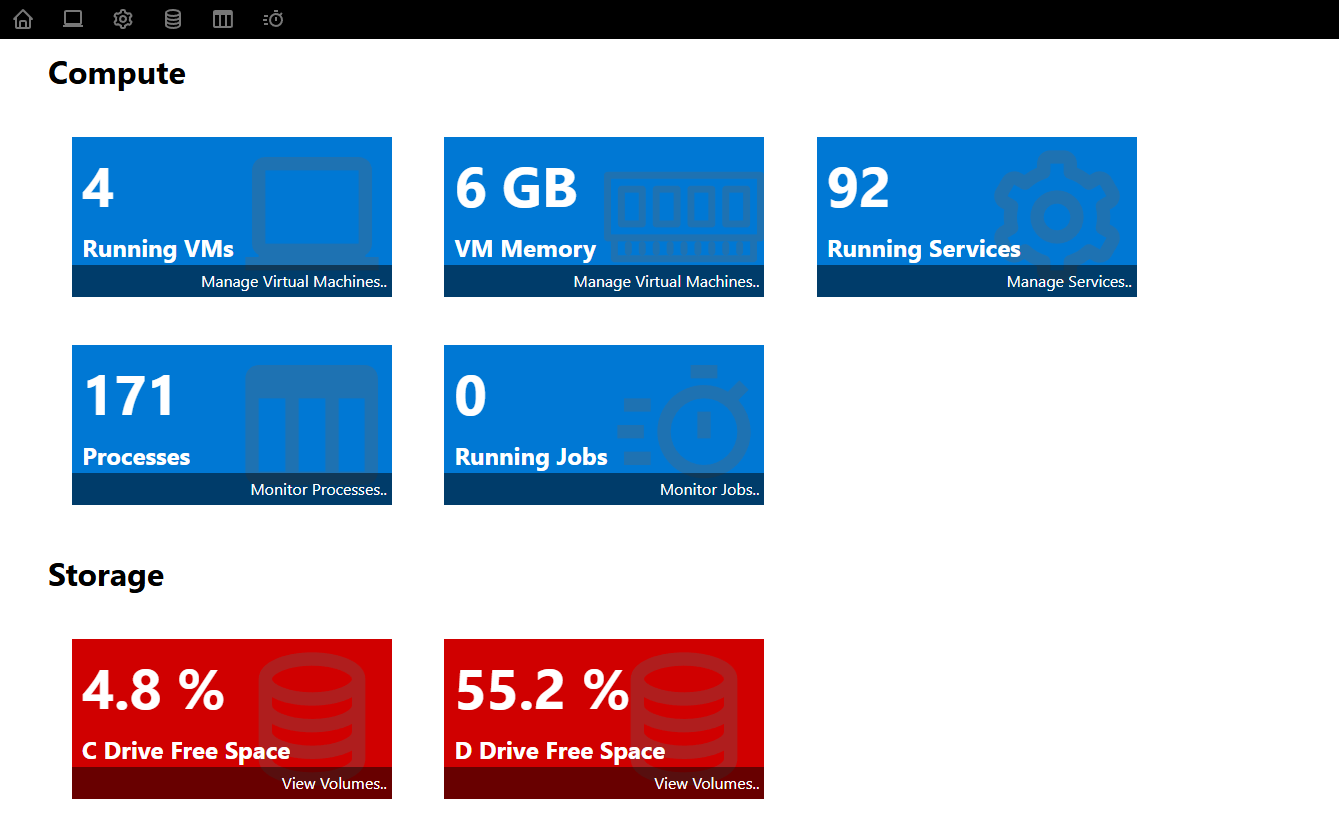 Compute
4
Running VMs
Manage Virtual Machines..
6 GB
VM Memory
Manage Virtual Machines..
92
Running Services
Manage Services..
171
Processes
Monitor Processes..
0
Running Jobs
Monitor Jobs..
Storage
4.8 %
C Drive Free Space
View Volumes..
55.2 %
D Drive Free Space
View Volumes..